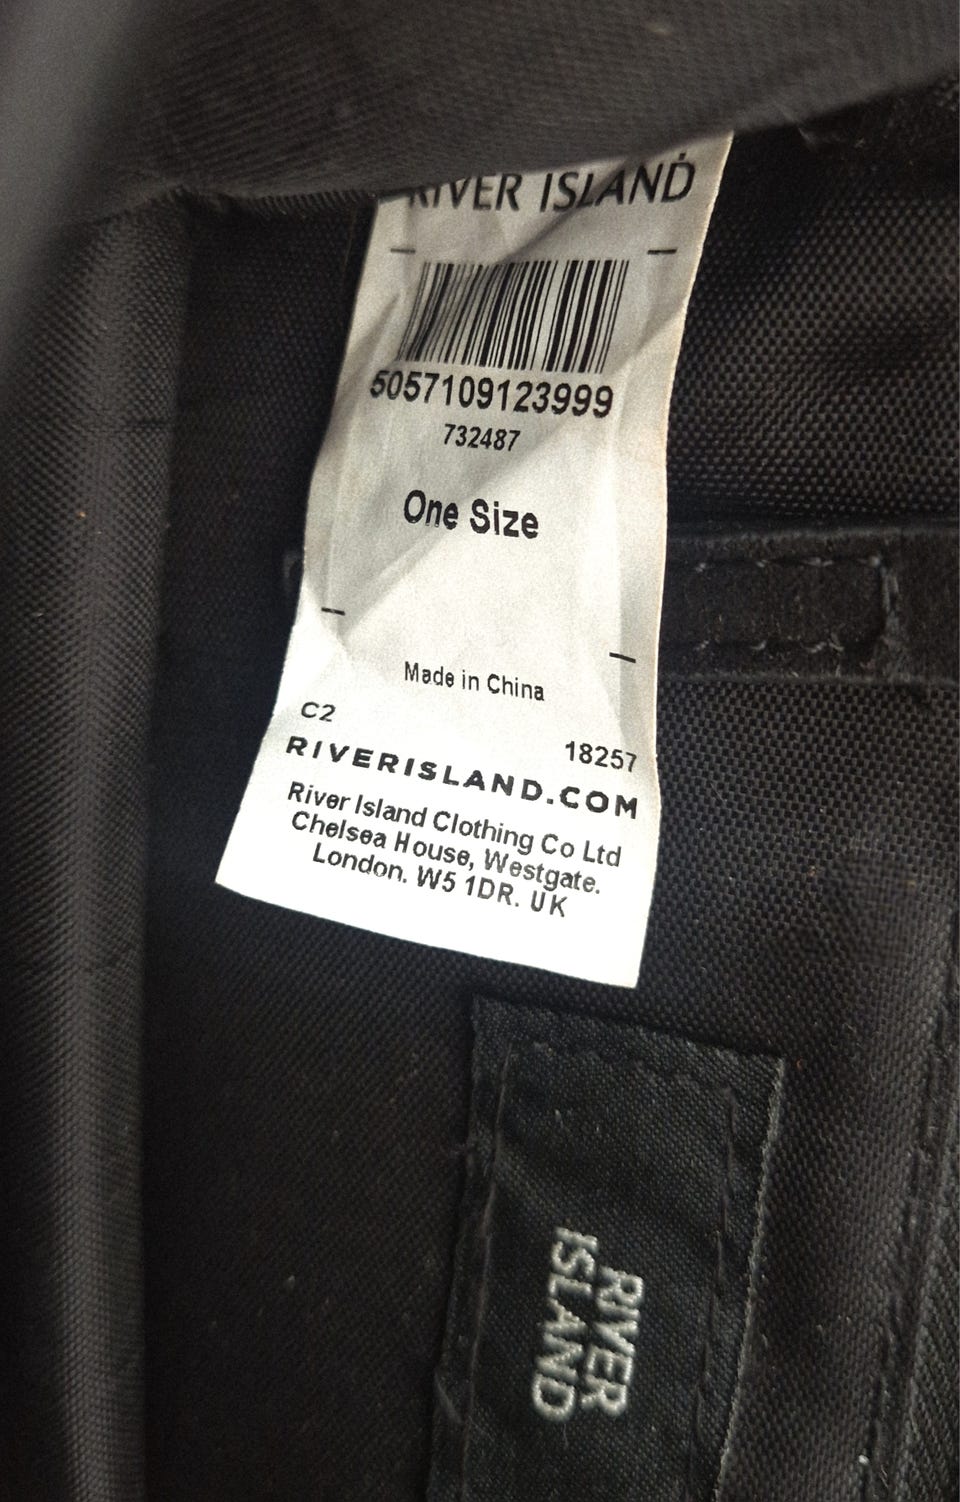 RIVER ISLAND
5057109123999
732487
One Size
Made in China
C2
18257
RIVERISLAND.COM
River Island Clothing Co Ltd
Chelsea House, Westgate.
London. W5 1DR. UK
RIVER
ISLAND